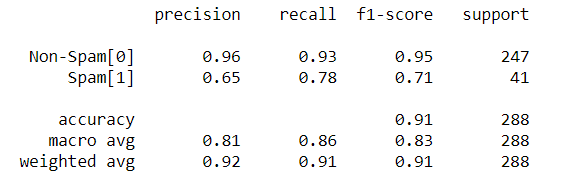 precision recall f1-score support
Non-Spam[0] 0.96 0.93 0.95 247
Spam[1] 0.65 0.78 0.71 41
accuracy 0.91 288
macro avg 0.81 0.86 0.83 288
weighted avg 0.92 0.91 0.91 288